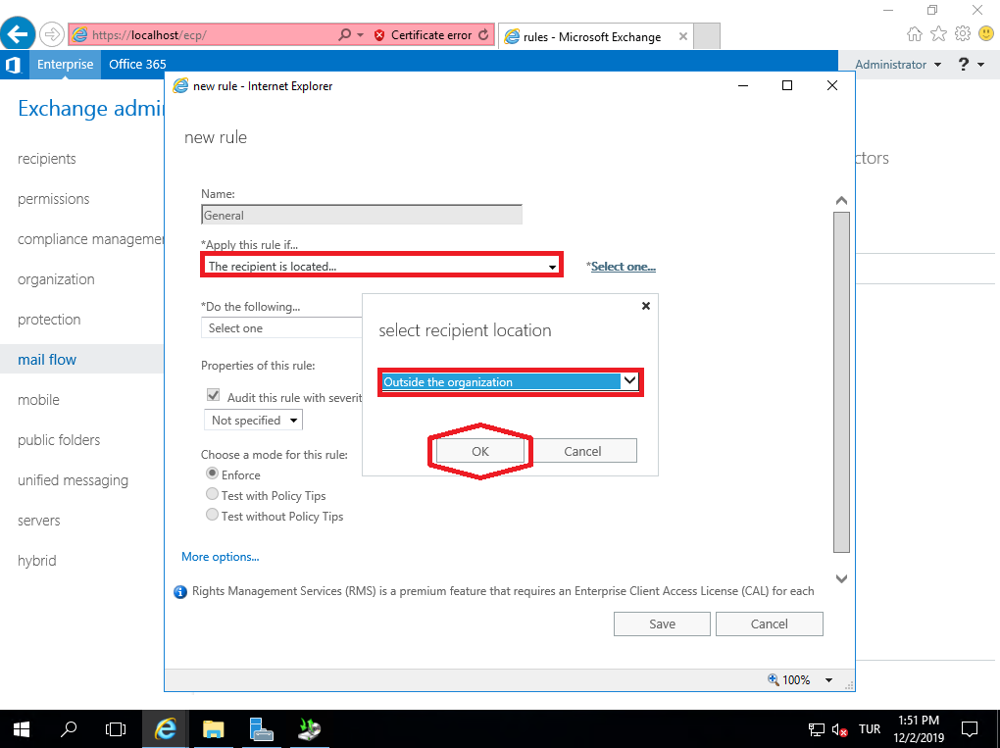 https://localhost/ecp/
Certificate error
rules - Microsoft Exchange
Enterprise
Office 365
Administrator
?
Exchange admi
new rule - Internet Explorer
new rule
ctors
recipients
permissions
compliance managemen
organization
protection
mail flow
mobile
public folders
unified messaging
servers
hybrid
Name:
General
*Apply this rule if...
The recipient is located...
*Select one...
*Do the following...
Select one
select recipient location
Outside the organization
OK
Cancel
Properties of this rule:
Audit this rule with severit
Not specified
Choose a mode for this rule:
Enforce
Test with Policy Tips
Test without Policy Tips
More options...
Rights Management Services (RMS) is a premium feature that requires an Enterprise Client Access License (CAL) for each
Save
Cancel
100%
TUR
1:51 PM
12/2/2019